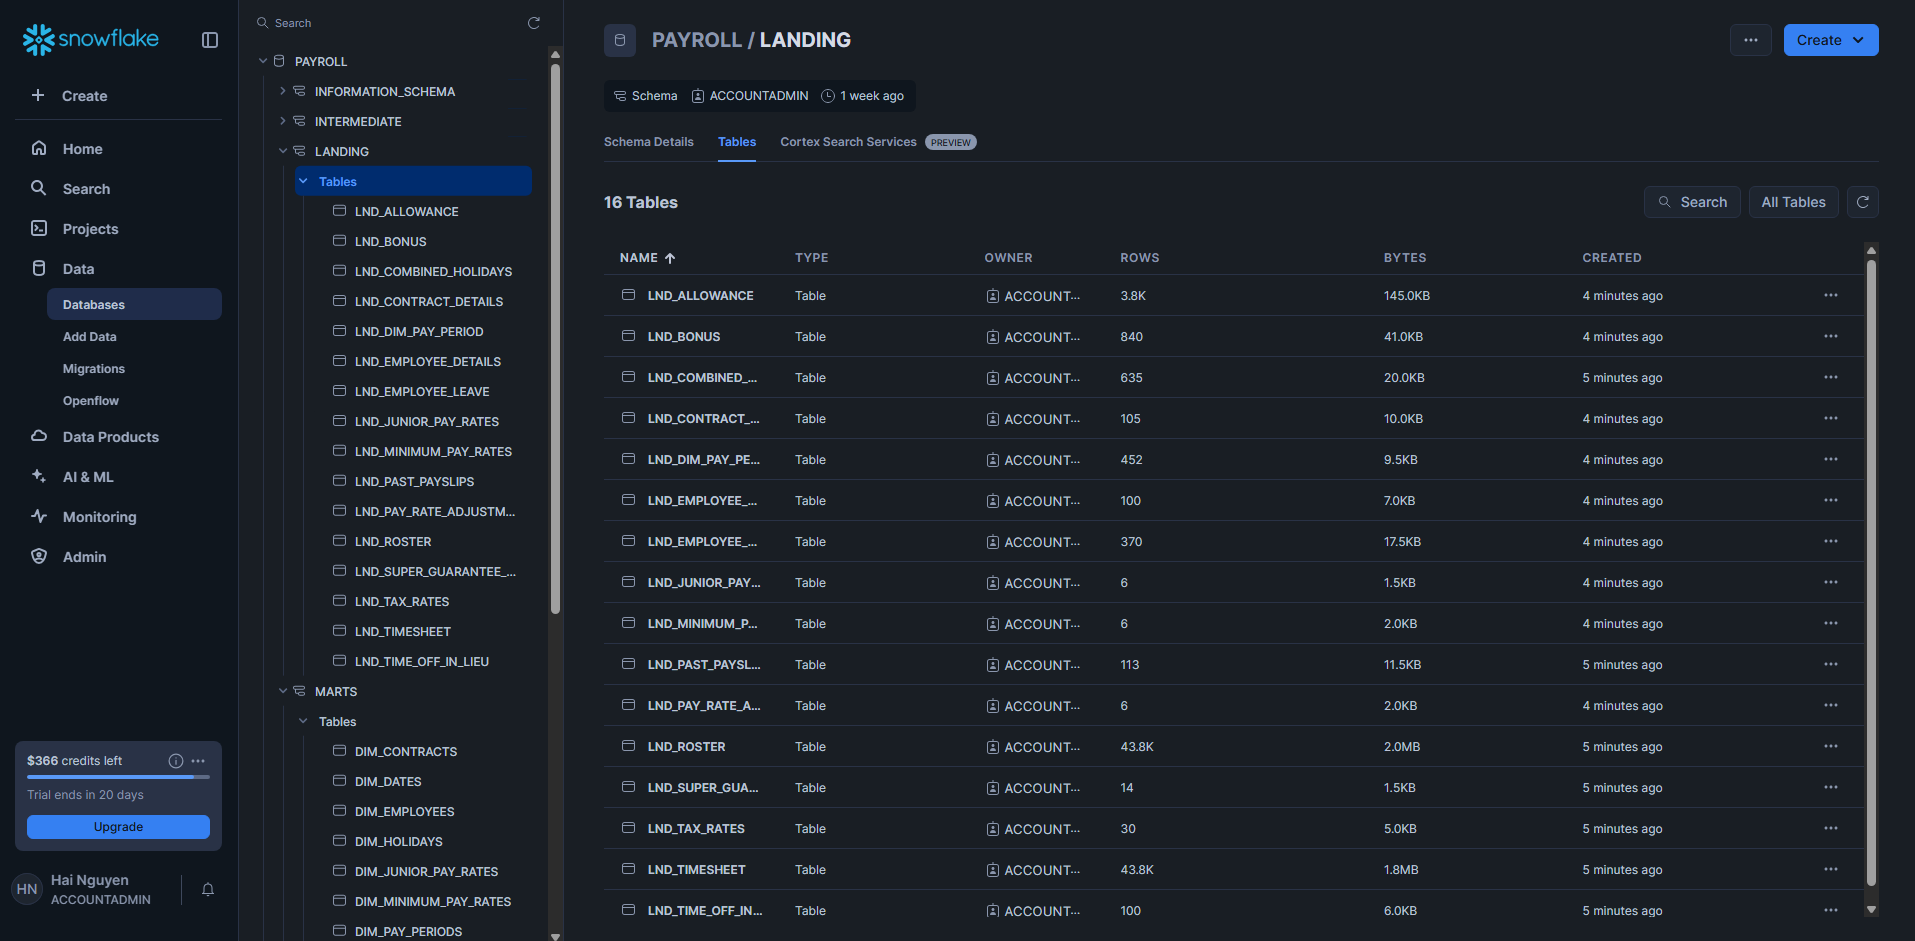 snowflake
Create
Home
Search
Projects
Data
Databases
Add Data
Migrations
Openflow
Data Products
AI & ML
Monitoring
Admin
$366 credits left
Trial ends in 20 days
Upgrade
HN
Hai Nguyen
ACCOUNTADMIN
Search
PAYROLL
INFORMATION_SCHEMA
INTERMEDIATE
LANDING
Tables
LND_ALLOWANCE
LND_BONUS
LND_COMBINED_HOLIDAYS
LND_CONTRACT_DETAILS
LND_DIM_PAY_PERIOD
LND_EMPLOYEE_DETAILS
LND_EMPLOYEE_LEAVE
LND_JUNIOR_PAY_RATES
LND_MINIMUM_PAY_RATES
LND_PAST_PAYSLIPS
LND_PAY_RATE_ADJUSTM...
LND_ROSTER
LND_SUPER_GUARANTEE_...
LND_TAX_RATES
LND_TIMESHEET
LND_TIME_OFF_IN_LIEU
MARTS
Tables
DIM_CONTRACTS
DIM_DATES
DIM_EMPLOYEES
DIM_HOLIDAYS
DIM_JUNIOR_PAY_RATES
DIM_MINIMUM_PAY_RATES
DIM_PAY_PERIODS
PAYROLL / LANDING
Create
Schema ACCOUNTADMIN 1 week ago
Schema Details Tables Cortex Search Services PREVIEW
16 Tables
Search All Tables
NAME TYPE OWNER ROWS BYTES CREATED
LND_ALLOWANCE Table ACCOUNT... 3.8K 145.0KB 4 minutes ago
LND_BONUS Table ACCOUNT... 840 41.0KB 4 minutes ago
LND_COMBINED_... Table ACCOUNT... 635 20.0KB 5 minutes ago
LND_CONTRACT_... Table ACCOUNT... 105 10.0KB 4 minutes ago
LND_DIM_PAY_PE... Table ACCOUNT... 452 9.5KB 4 minutes ago
LND_EMPLOYEE_... Table ACCOUNT... 100 7.0KB 4 minutes ago
LND_EMPLOYEE_... Table ACCOUNT... 370 17.5KB 4 minutes ago
LND_JUNIOR_PAY... Table ACCOUNT... 6 1.5KB 4 minutes ago
LND_MINIMUM_P... Table ACCOUNT... 6 2.0KB 4 minutes ago
LND_PAST_PAYSL... Table ACCOUNT... 113 11.5KB 5 minutes ago
LND_PAY_RATE_A... Table ACCOUNT... 6 2.0KB 4 minutes ago
LND_ROSTER Table ACCOUNT... 43.8K 2.0MB 5 minutes ago
LND_SUPER_GUA... Table ACCOUNT... 14 1.5KB 5 minutes ago
LND_TAX_RATES Table ACCOUNT... 30 5.0KB 5 minutes ago
LND_TIMESHEET Table ACCOUNT... 43.8K 1.8MB 5 minutes ago
LND_TIME_OFF_IN... Table ACCOUNT... 100 6.0KB 5 minutes ago